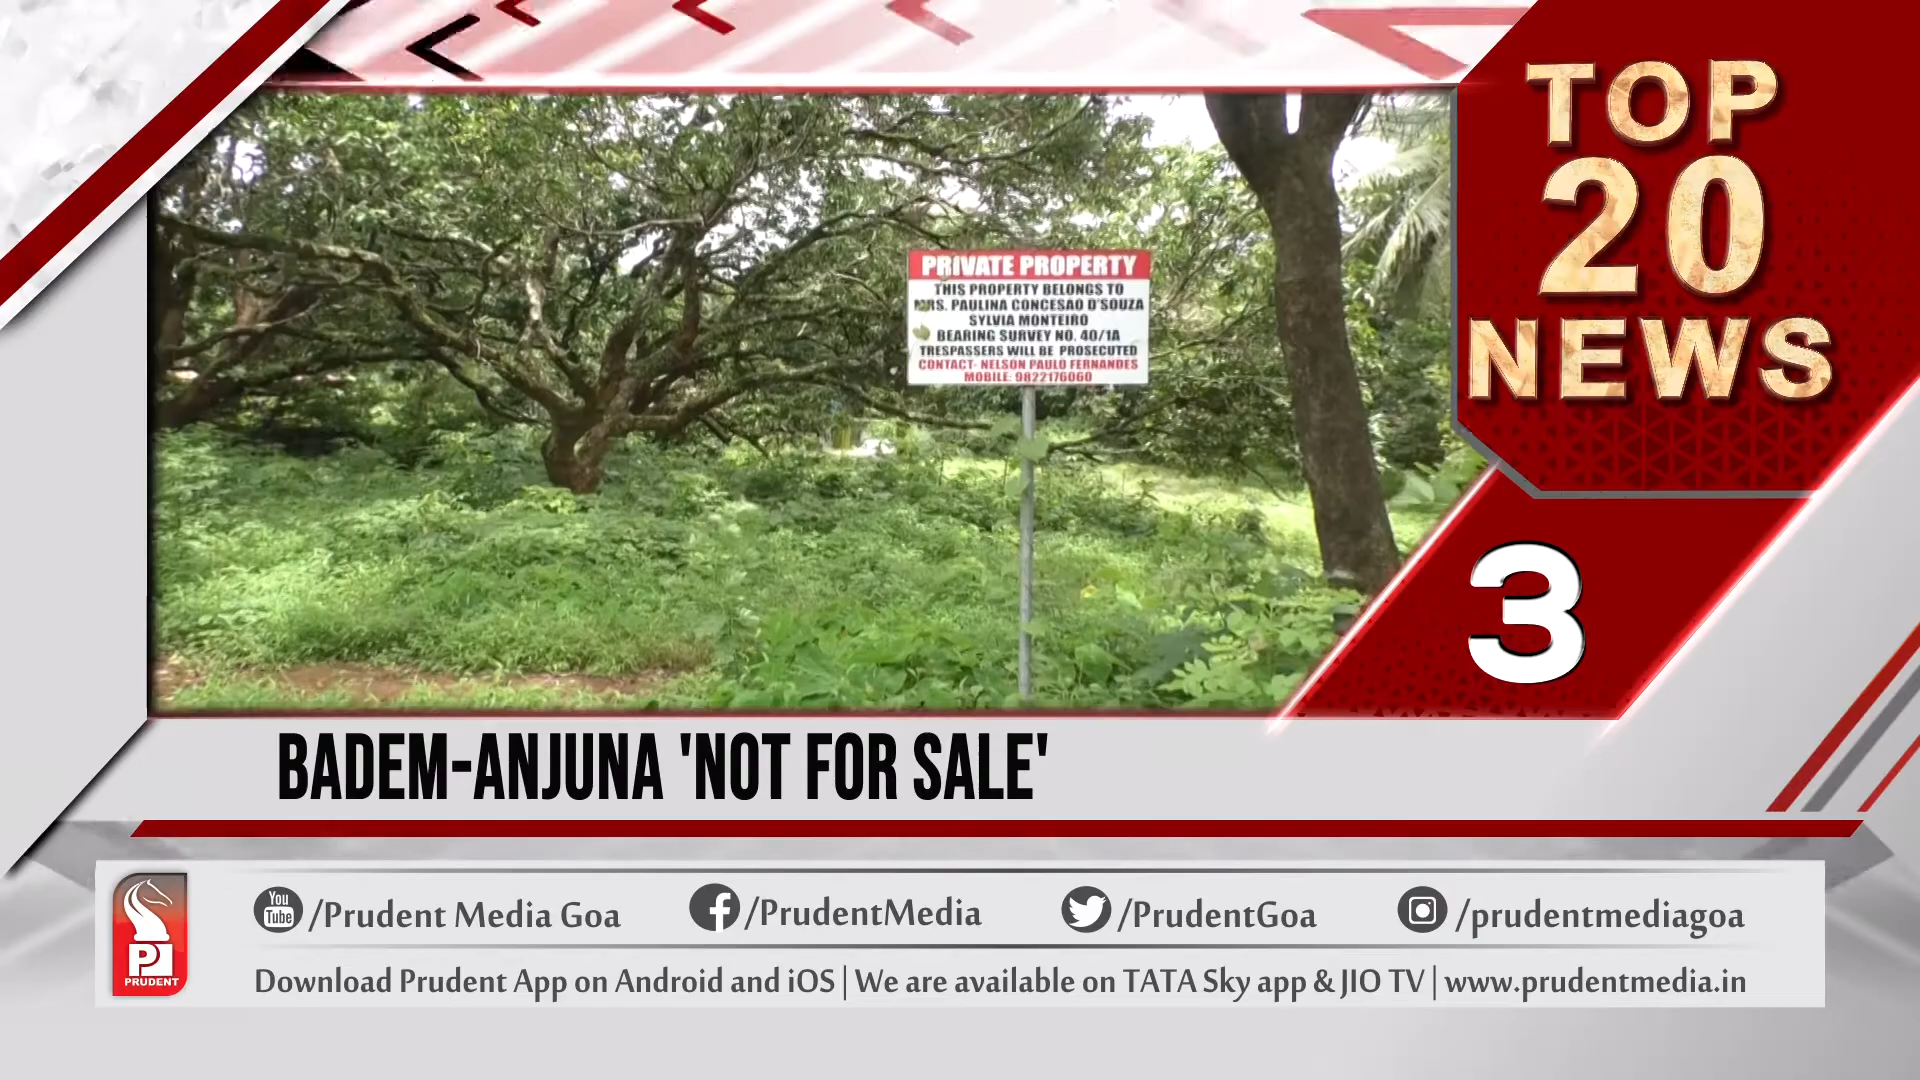 TOP
20
NEWS
PRIVATE PROPERTY
THIS PROPERTY BELONGS TO
MRS. PAULINA CONCESAO D'SOUZA
SYLVIA MONTEIRO
BEARING SURVEY NO. 40/1A
TRESPASSERS WILL BE PROSECUTED
CONTACT- NELSON PAULO FERNANDES
MOBILE: 9822176060
3
BADEM-ANJUNA 'NOT FOR SALE'
You Tube /Prudent Media Goa /PrudentMedia /PrudentGoa /prudentmediagoa
PRUDENT
Download Prudent App on Android and iOS | We are available on TATA Sky app & JIO TV | www.prudentmedia.in